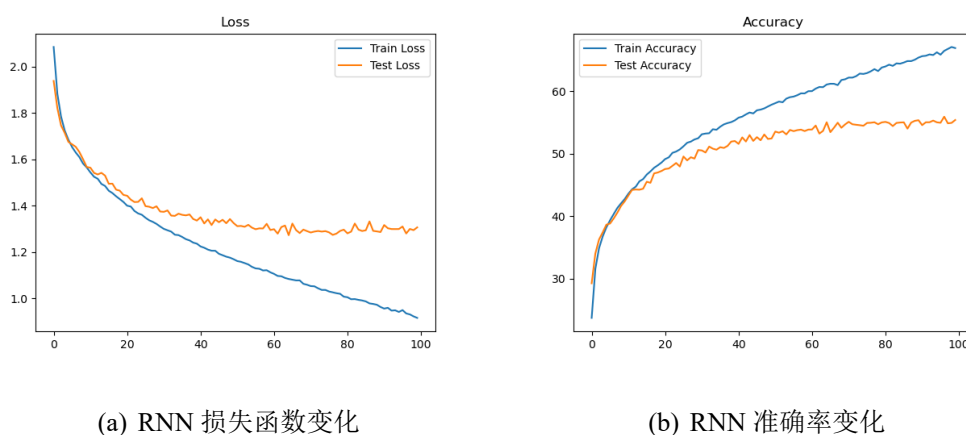 Loss
Train Loss
Test Loss
2.0
1.8
1.6
1.4
1.2
1.0
0 20 40 60 80 100
(a) RNN 损失函数变化
Accuracy
Train Accuracy
Test Accuracy
60
50
40
30
0 20 40 60 80 100
(b) RNN 准确率变化